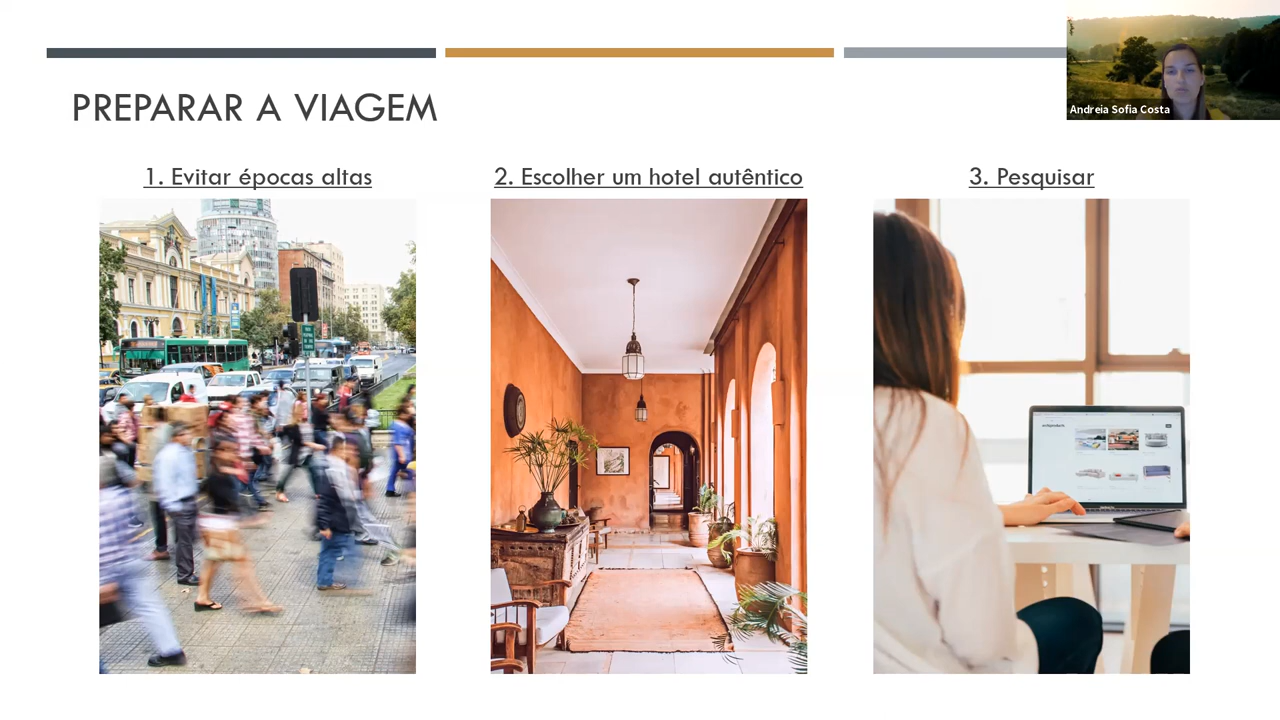 PREPARAR A VIAGEM
Andreia Sofia Costa
1. Evitar épocas altas
2. Escolher um hotel autêntico
3. Pesquisar